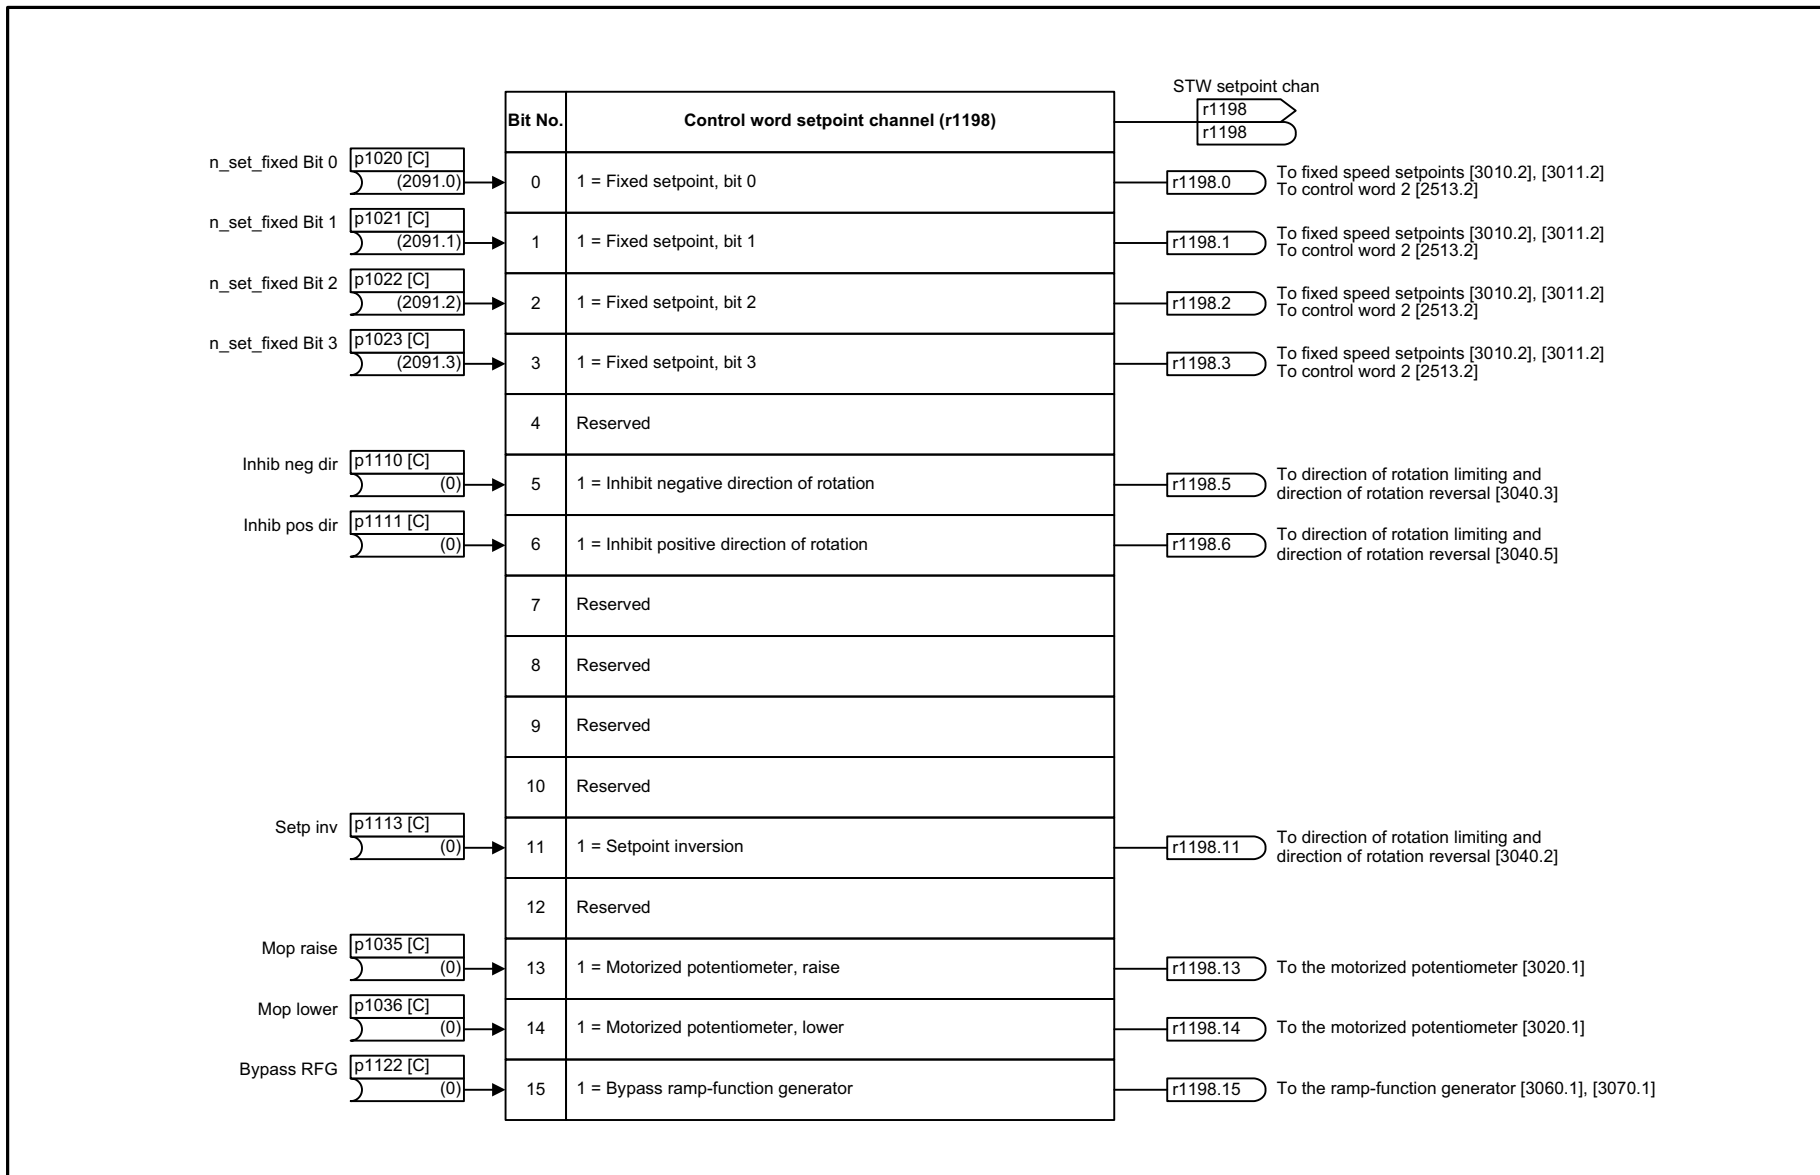 STW setpoint chan
Bit No.
Control word setpoint channel (r1198)
r1198
r1198
n_set_fixed Bit 0
p1020 [C]
(2091.0)
0
1 = Fixed setpoint, bit 0
r1198.0
To fixed speed setpoints [3010.2], [3011.2]
To control word 2 [2513.2]
n_set_fixed Bit 1
p1021 [C]
(2091.1)
1
1 = Fixed setpoint, bit 1
r1198.1
To fixed speed setpoints [3010.2], [3011.2]
To control word 2 [2513.2]
n_set_fixed Bit 2
p1022 [C]
(2091.2)
2
1 = Fixed setpoint, bit 2
r1198.2
To fixed speed setpoints [3010.2], [3011.2]
To control word 2 [2513.2]
n_set_fixed Bit 3
p1023 [C]
(2091.3)
3
1 = Fixed setpoint, bit 3
r1198.3
To fixed speed setpoints [3010.2], [3011.2]
To control word 2 [2513.2]
4
Reserved
Inhib neg dir
p1110 [C]
(0)
5
1 = Inhibit negative direction of rotation
r1198.5
To direction of rotation limiting and
direction of rotation reversal [3040.3]
Inhib pos dir
p1111 [C]
(0)
6
1 = Inhibit positive direction of rotation
r1198.6
To direction of rotation limiting and
direction of rotation reversal [3040.5]
7
Reserved
8
Reserved
9
Reserved
10
Reserved
Setp inv
p1113 [C]
(0)
11
1 = Setpoint inversion
r1198.11
To direction of rotation limiting and
direction of rotation reversal [3040.2]
12
Reserved
Mop raise
p1035 [C]
(0)
13
1 = Motorized potentiometer, raise
r1198.13
To the motorized potentiometer [3020.1]
Mop lower
p1036 [C]
(0)
14
1 = Motorized potentiometer, lower
r1198.14
To the motorized potentiometer [3020.1]
Bypass RFG
p1122 [C]
(0)
15
1 = Bypass ramp-function generator
r1198.15
To the ramp-function generator [3060.1], [3070.1]